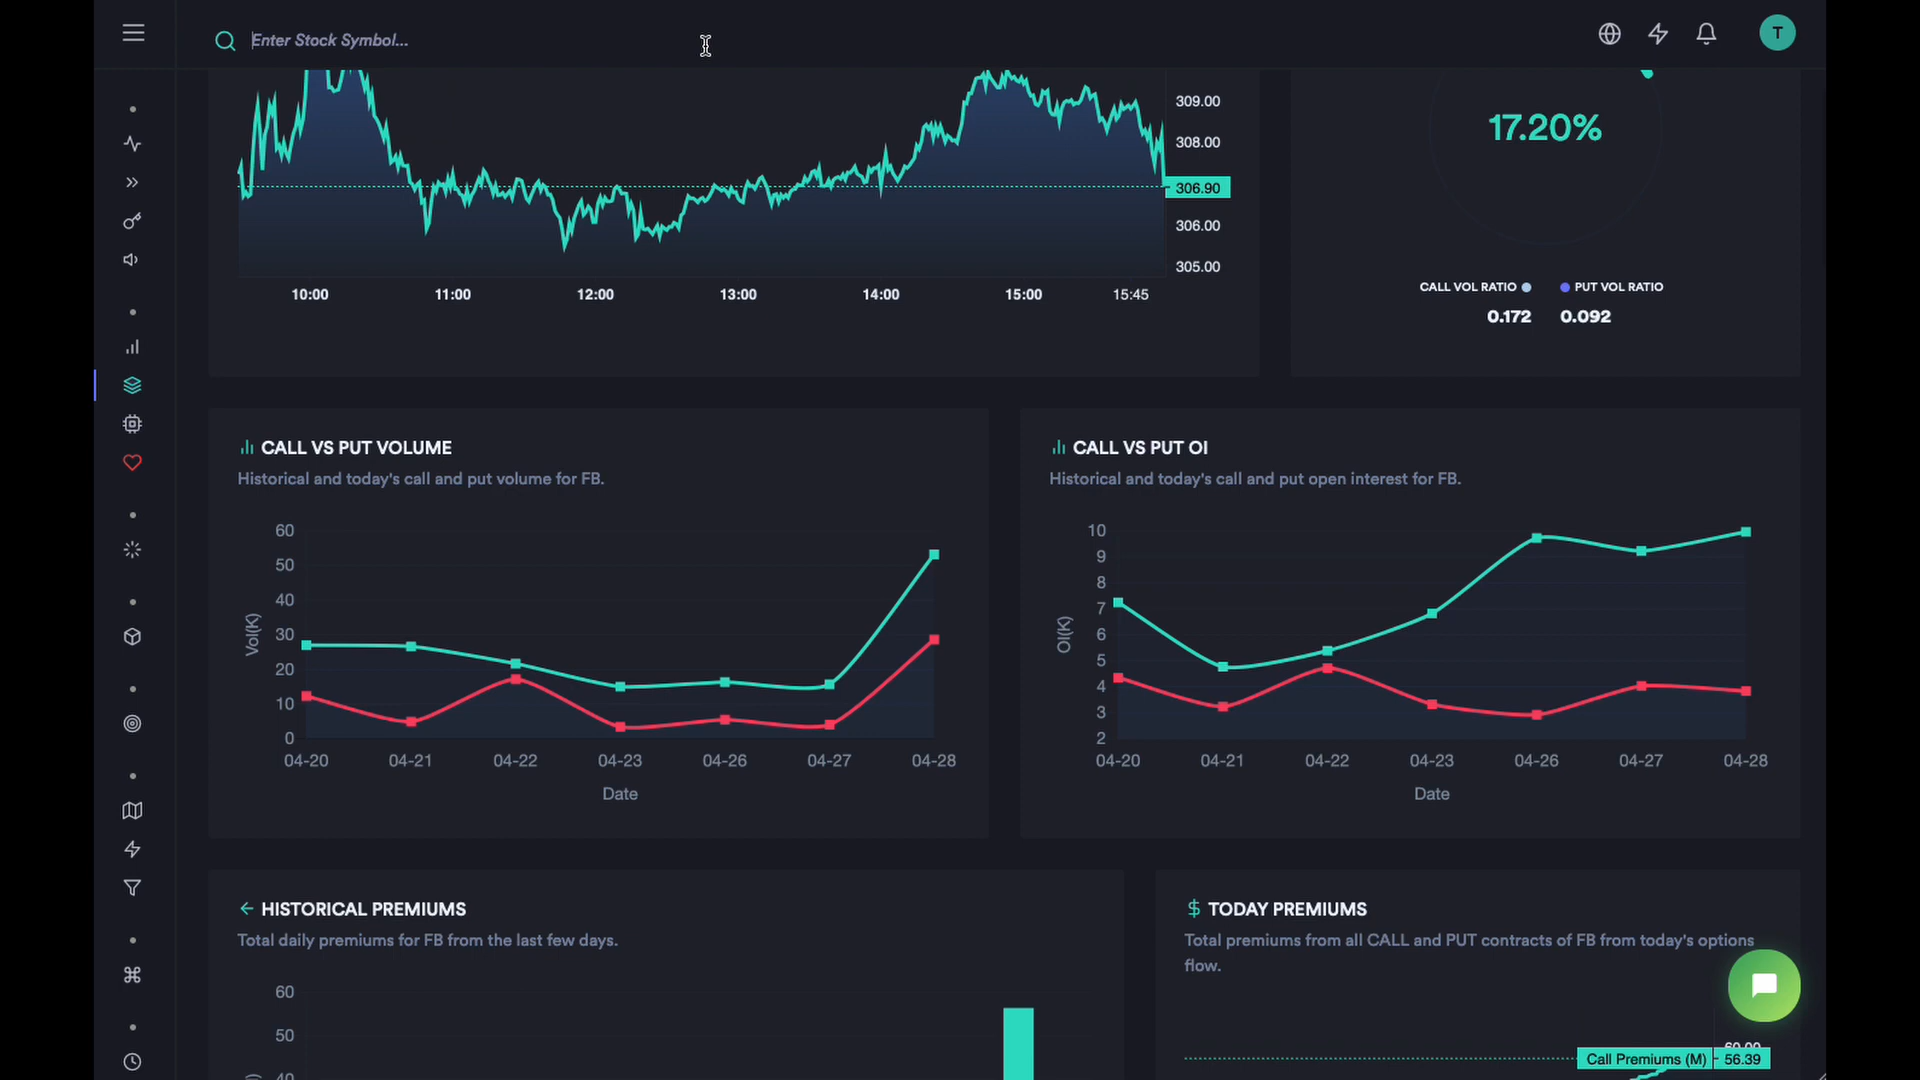 Enter Stock Symbol...
T
309.00
308.00
306.90
306.00
305.00
10:00 11:00 12:00 13:00 14:00 15:00 15:45
17.20%
CALL VOL RATIO PUT VOL RATIO
0.172 0.092
CALL VS PUT VOLUME
Historical and today's call and put volume for FB.
60
50
40
30
20
10
0
Vol(K)
04-20 04-21 04-22 04-23 04-26 04-27 04-28
Date
CALL VS PUT OI
Historical and today's call and put open interest for FB.
10
9
8
7
6
5
4
3
2
OI(K)
04-20 04-21 04-22 04-23 04-26 04-27 04-28
Date
HISTORICAL PREMIUMS
Total daily premiums for FB from the last few days.
60
50
40
$ TODAY PREMIUMS
Total premiums from all CALL and PUT contracts of FB from today's options
flow.
60.00
Call Premiums (M) 56.39